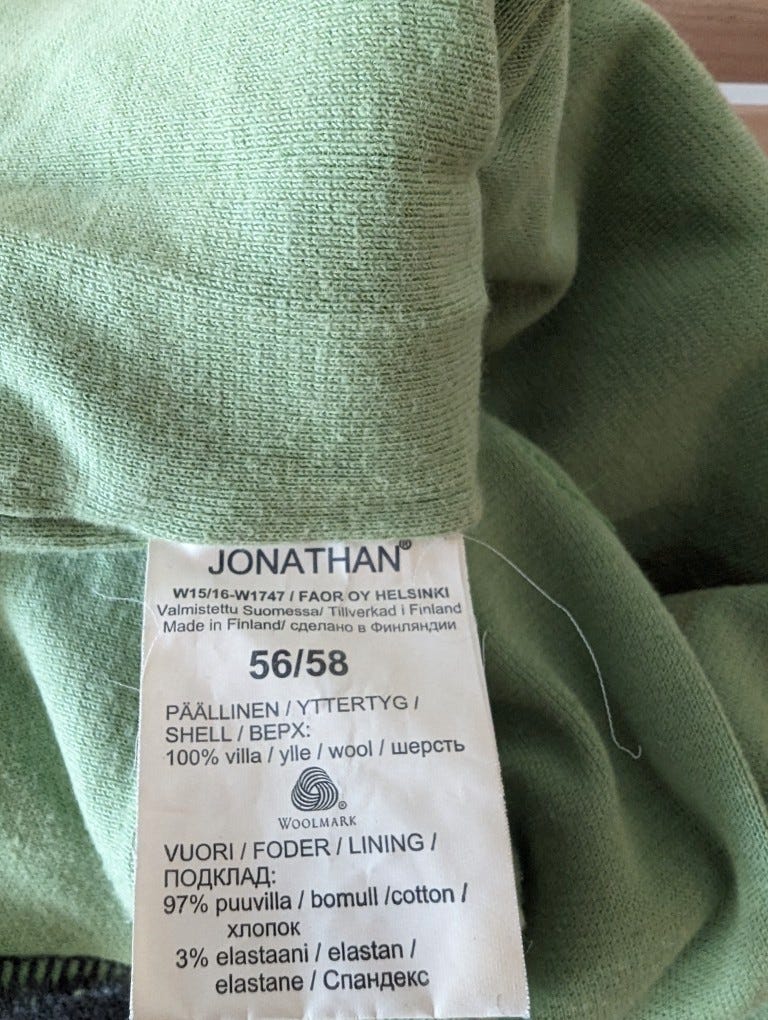 JONATHAN®
W15/16-W1747 / FAOR OY HELSINKI
Valmistettu Suomessa/ Tillverkad i Finland
Made in Finland/ сделано в Финляндии
56/58
PÄÄLLINEN / YTTERTYG /
SHELL / ВЕРХ:
100% villa / ylle / wool / шерсть
®
WOOLMARK
VUORI / FODER / LINING /
ПОДКЛАД:
97% puuvilla / bomull /cotton /
хлопок
3% elastaani / elastan /
elastane / Спандекс